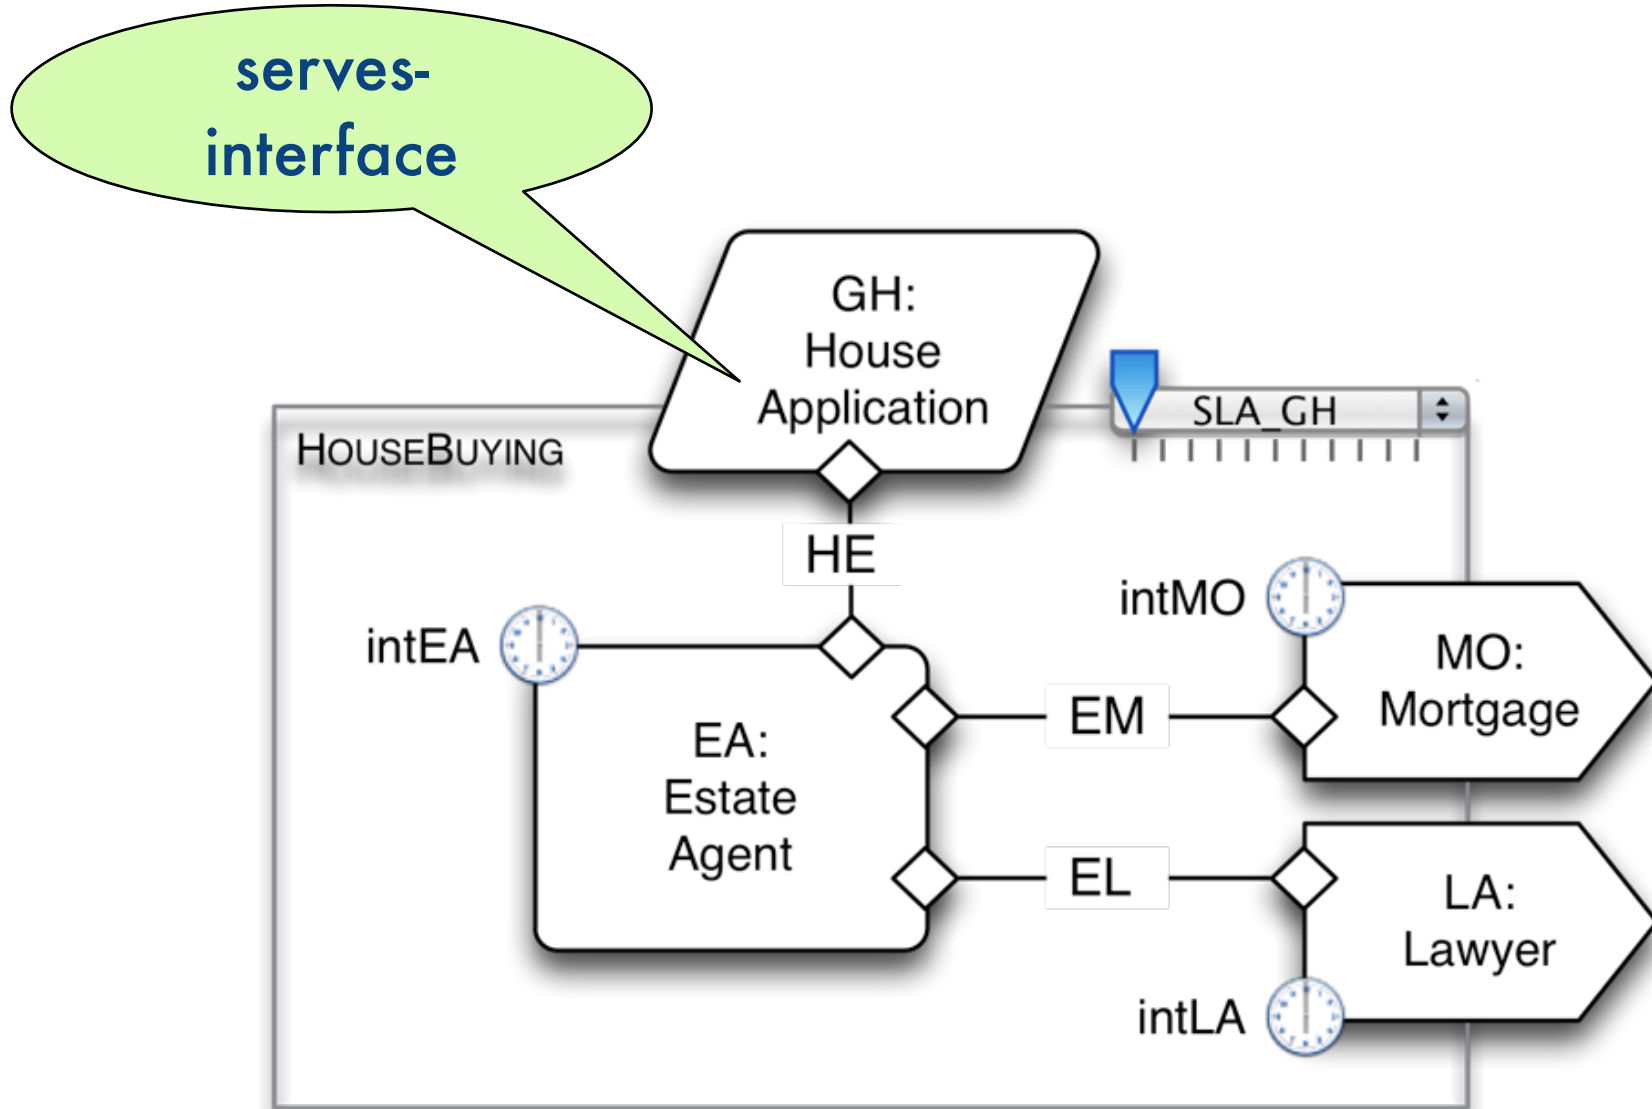 serves-
interface
GH:
House
Application
SLA_GH
HOUSEBUYING
HE
intEA
intMO
MO:
Mortgage
EM
EA:
Estate
Agent
EL
LA:
Lawyer
intLA